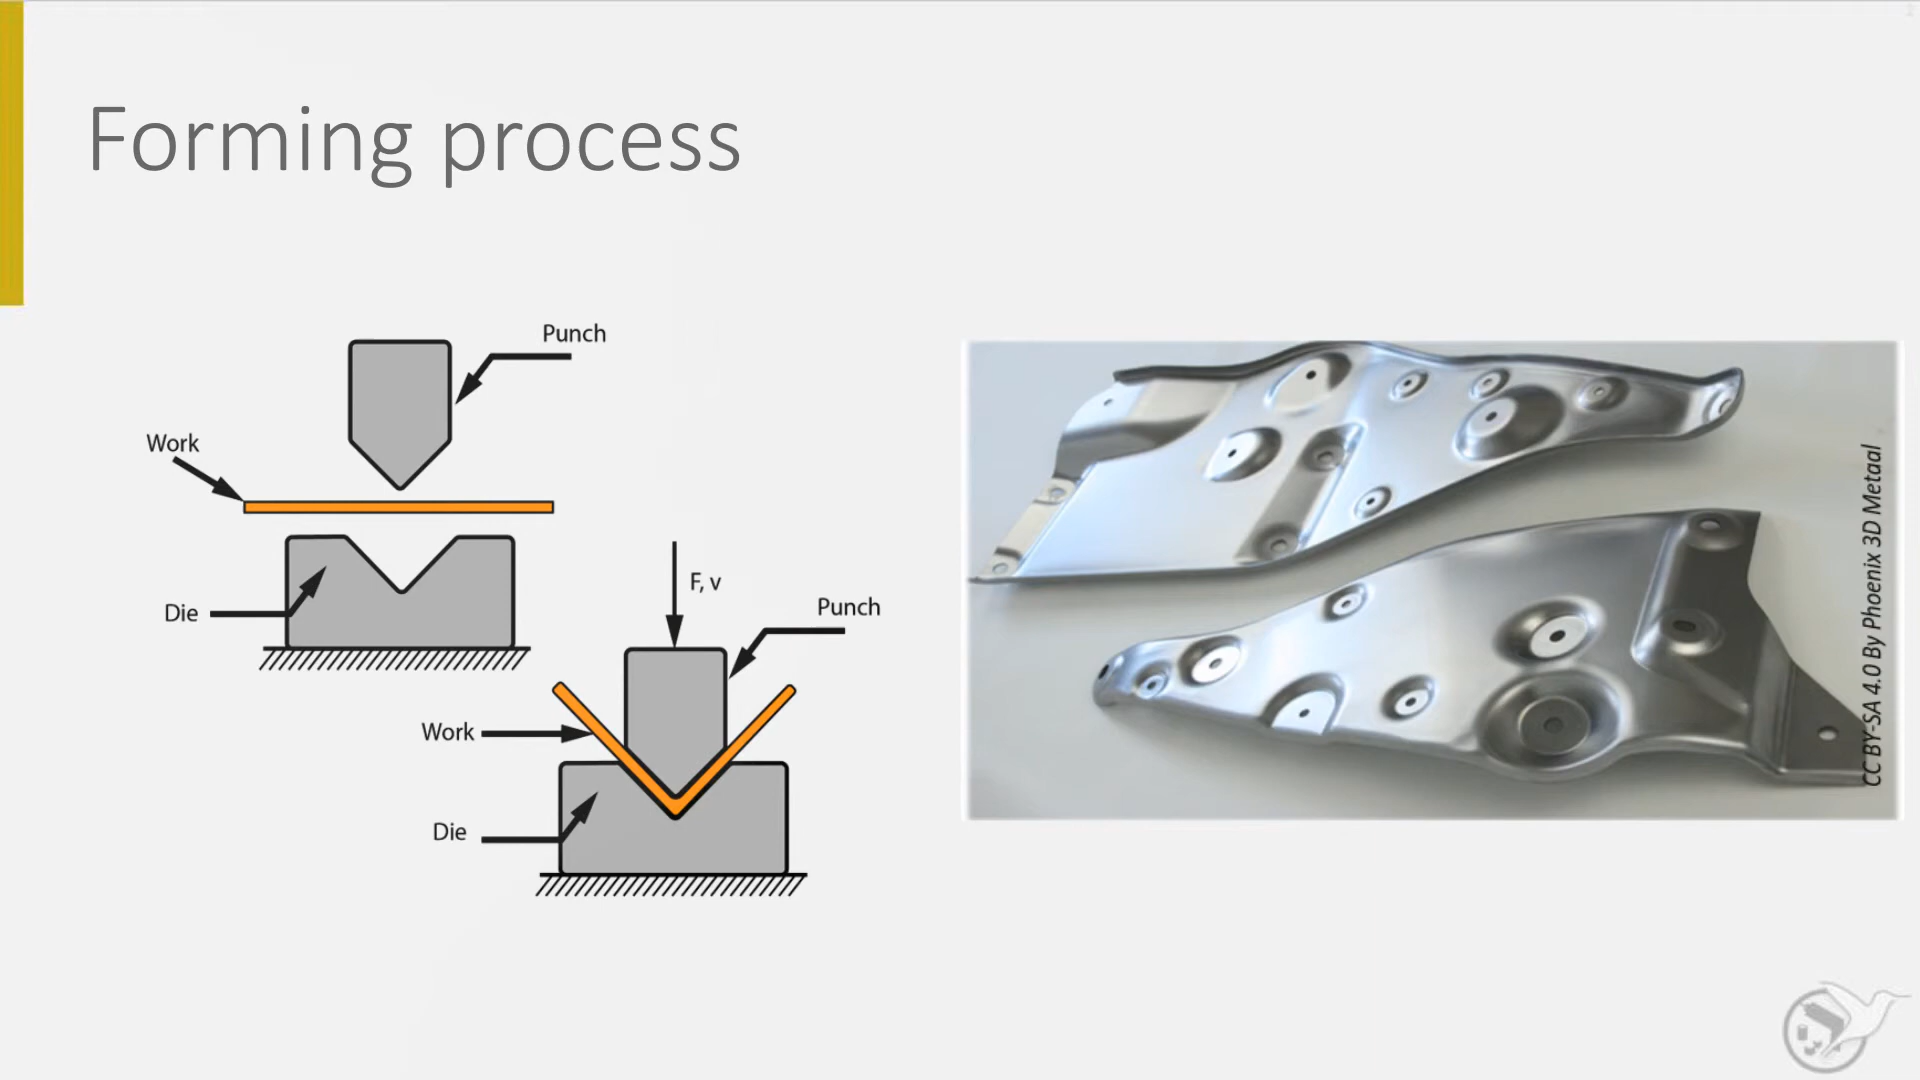 Forming process
Punch
Work
Die
F, v
Punch
Work
Die
CC BY-SA 4.0 By Phoenix 3D Metaal